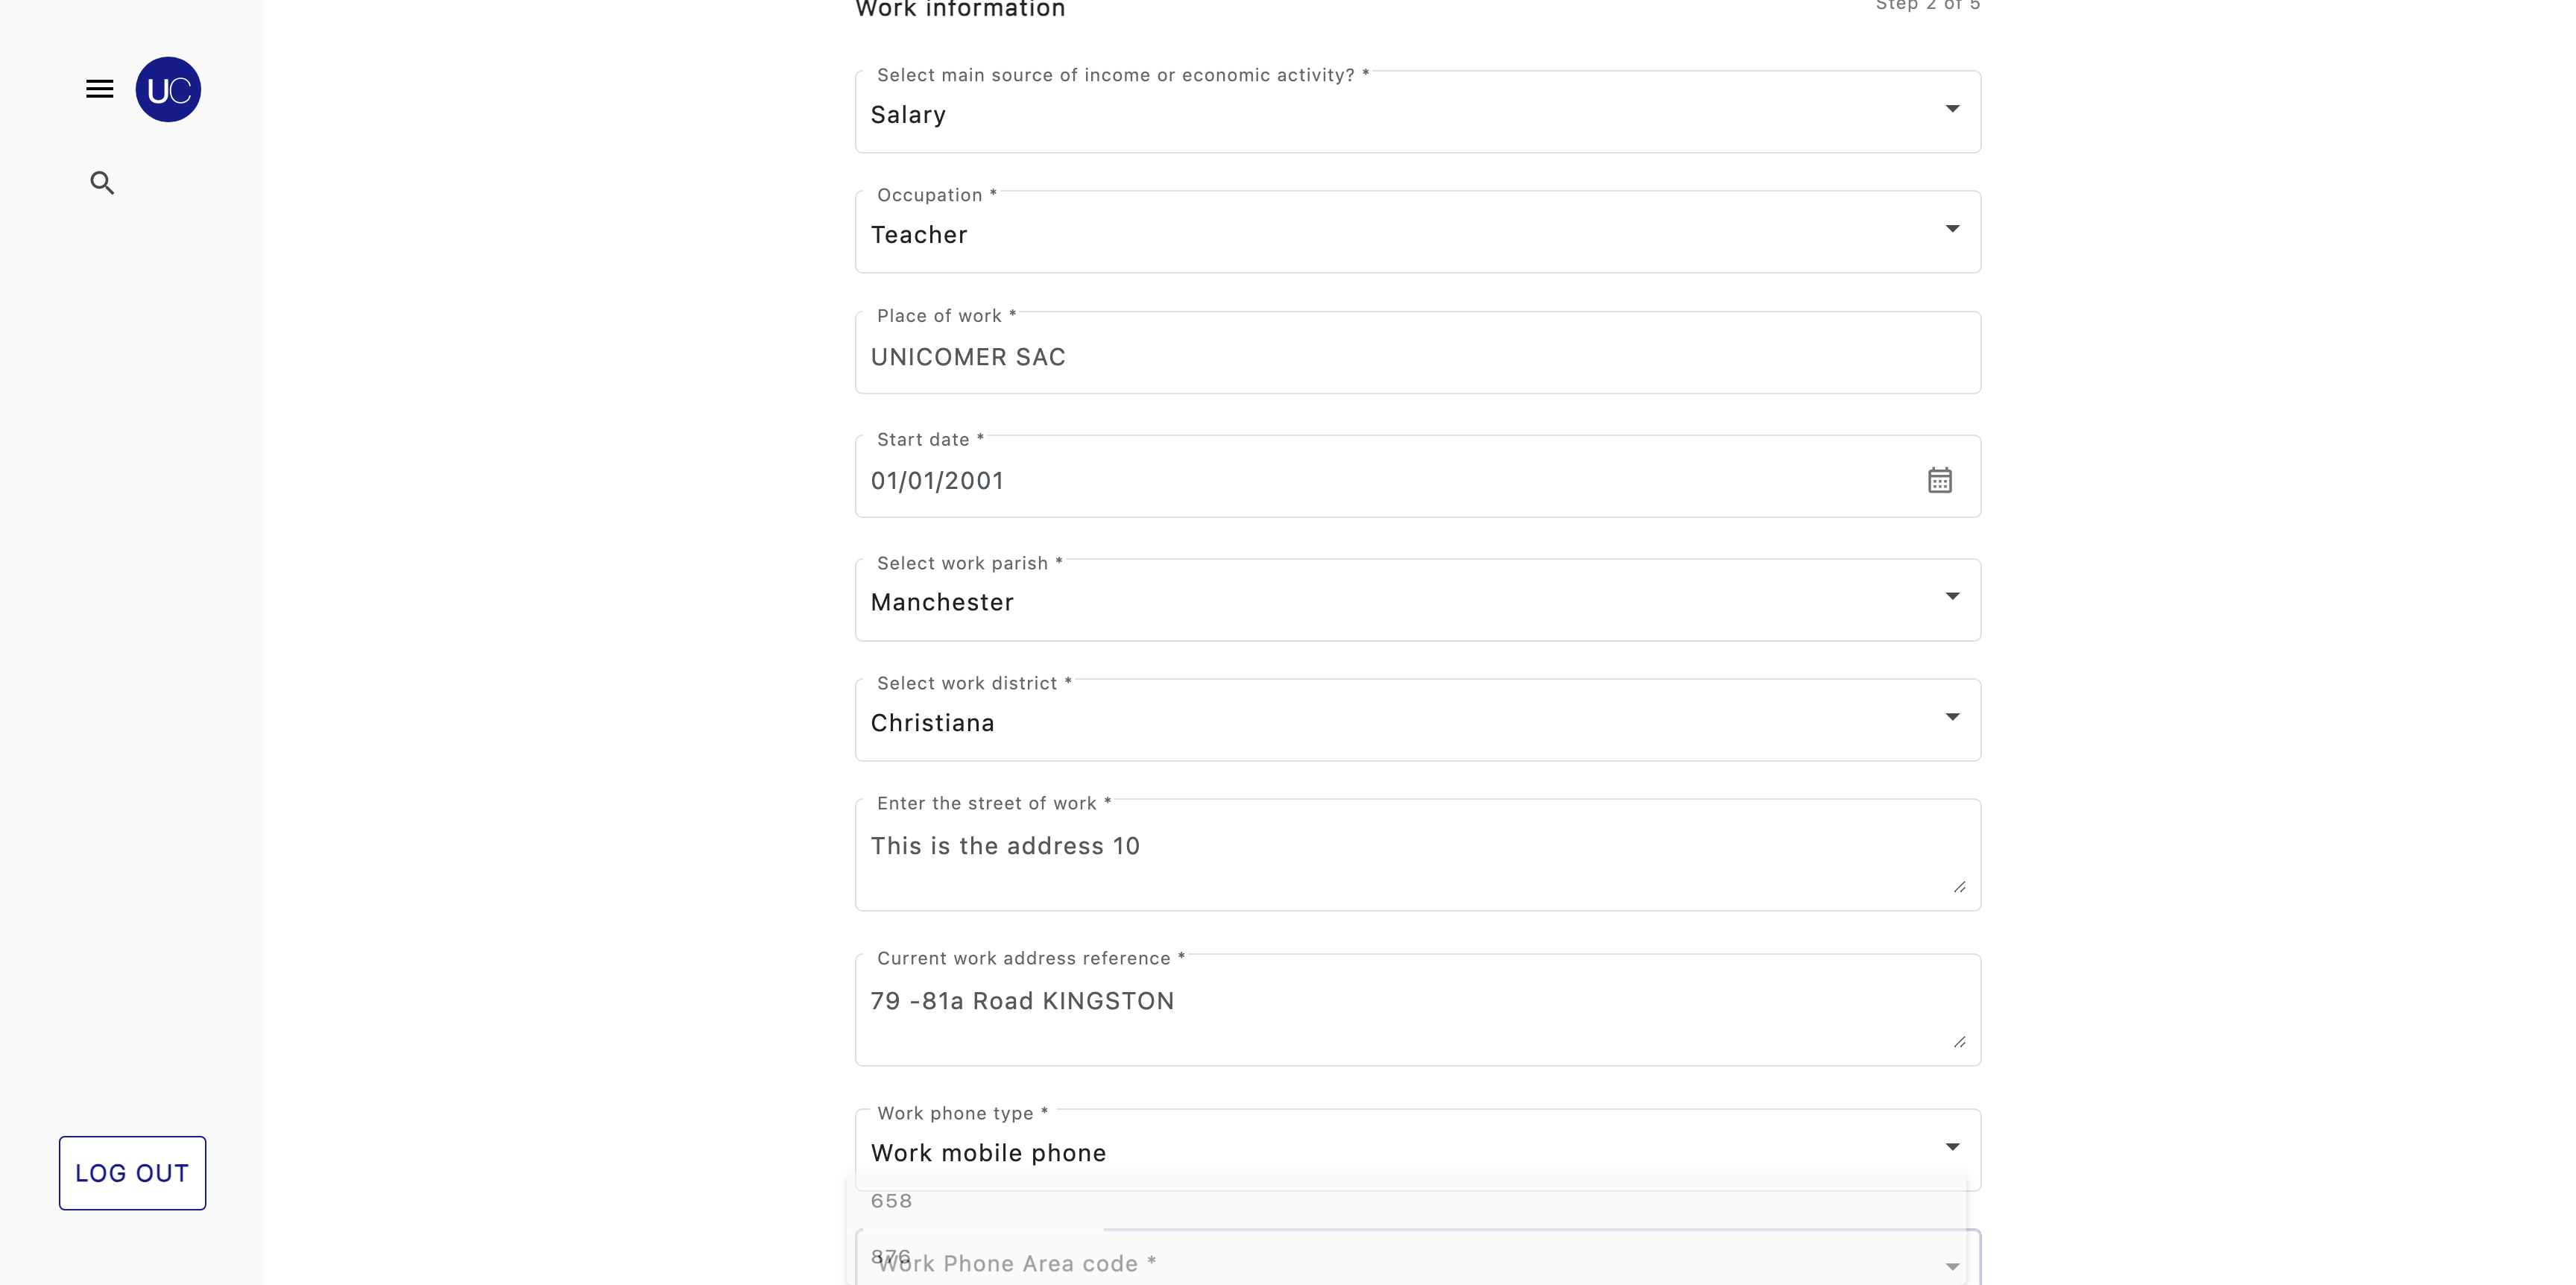 Work information
Step 2 of 5
UC
Select main source of income or economic activity? *
Salary
Occupation *
Teacher
Place of work *
UNICOMER SAC
Start date *
01/01/2001
Select work parish *
Manchester
Select work district *
Christiana
Enter the street of work *
This is the address 10
Current work address reference *
79 -81a Road KINGSTON
Work phone type *
Work mobile phone
658
876
Work Phone Area code *
LOG OUT